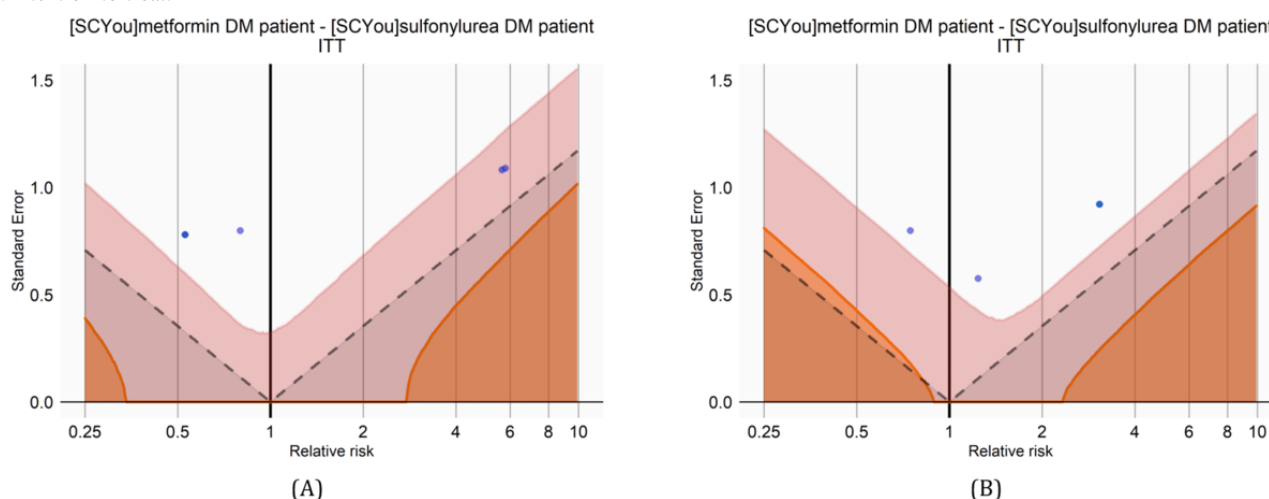 [SCYou]metformin DM patient - [SCYou]sulfonylurea DM patient
ITT
1.5
1.0
0.5
0.0
Standard Error
0.25 0.5 1 2 4 6 8 10
Relative risk
(A)
[SCYou]metformin DM patient - [SCYou]sulfonylurea DM patient
ITT
1.5
1.0
0.5
0.0
Standard Error
0.25 0.5 1 2 4 6 8 10
Relative risk
(B)